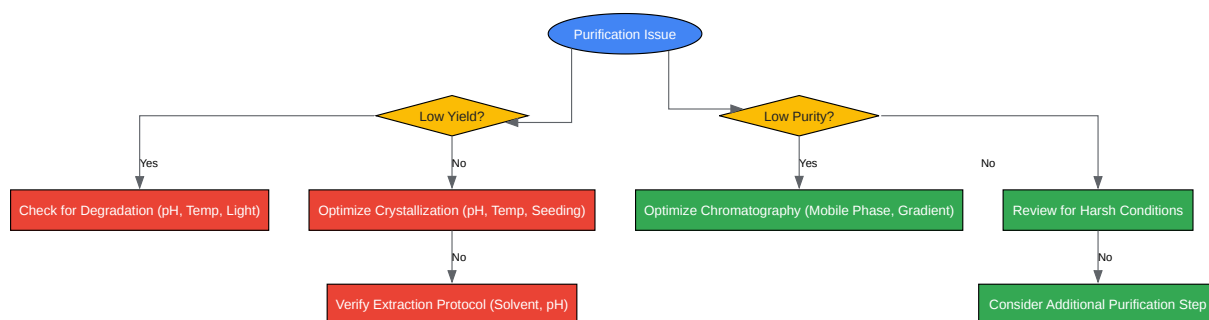 Purification Issue
Low Yield?
Low Purity?
Yes
No
Yes
No
Check for Degradation (pH, Temp, Light)
Optimize Crystallization (pH, Temp, Seeding)
Optimize Chromatography (Mobile Phase, Gradient)
Review for Harsh Conditions
No
No
Verify Extraction Protocol (Solvent, pH)
Consider Additional Purification Step